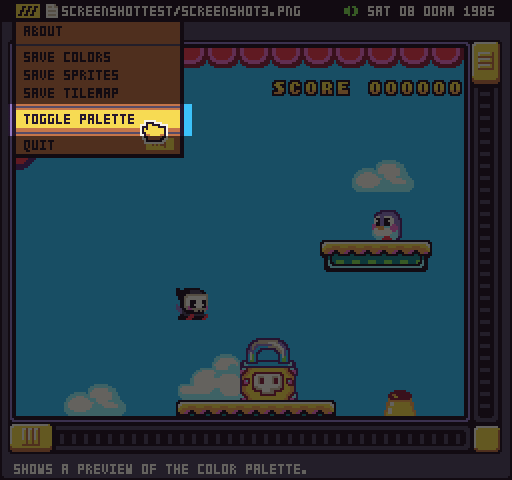 SCREENSHOTTEST/SCREENSHOT3.PNG SAT 08 00AM 1985
ABOUT
SAVE COLORS
SAVE SPRITES
SAVE TILEMAP
SCORE 000000
TOGGLE PALETTE
QUIT
SHOWS A PREVIEW OF THE COLOR PALETTE.